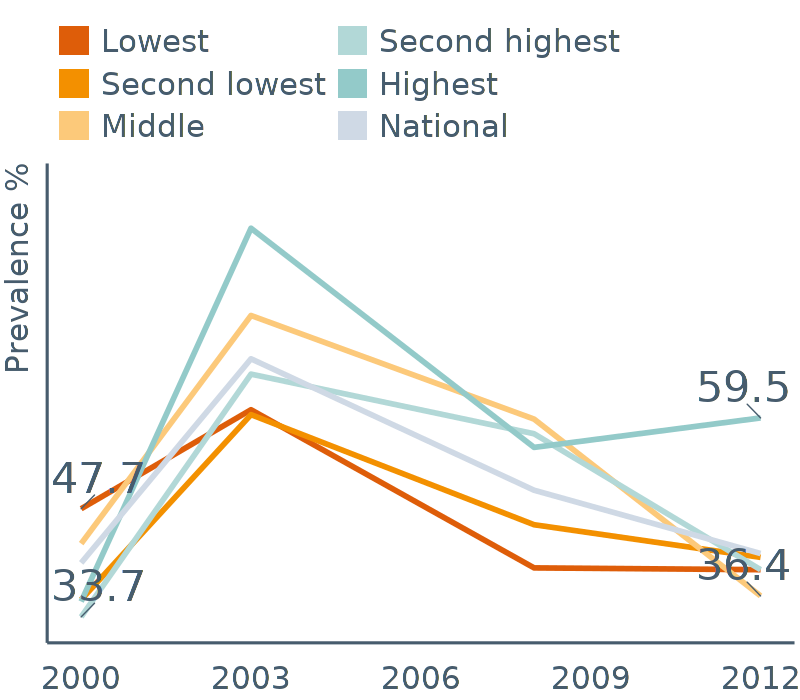 Lowest
Second lowest
Middle
Second highest
Highest
National
Prevalence %
47.7
33.7
59.5
36.4
2000 2003 2006 2009 2012